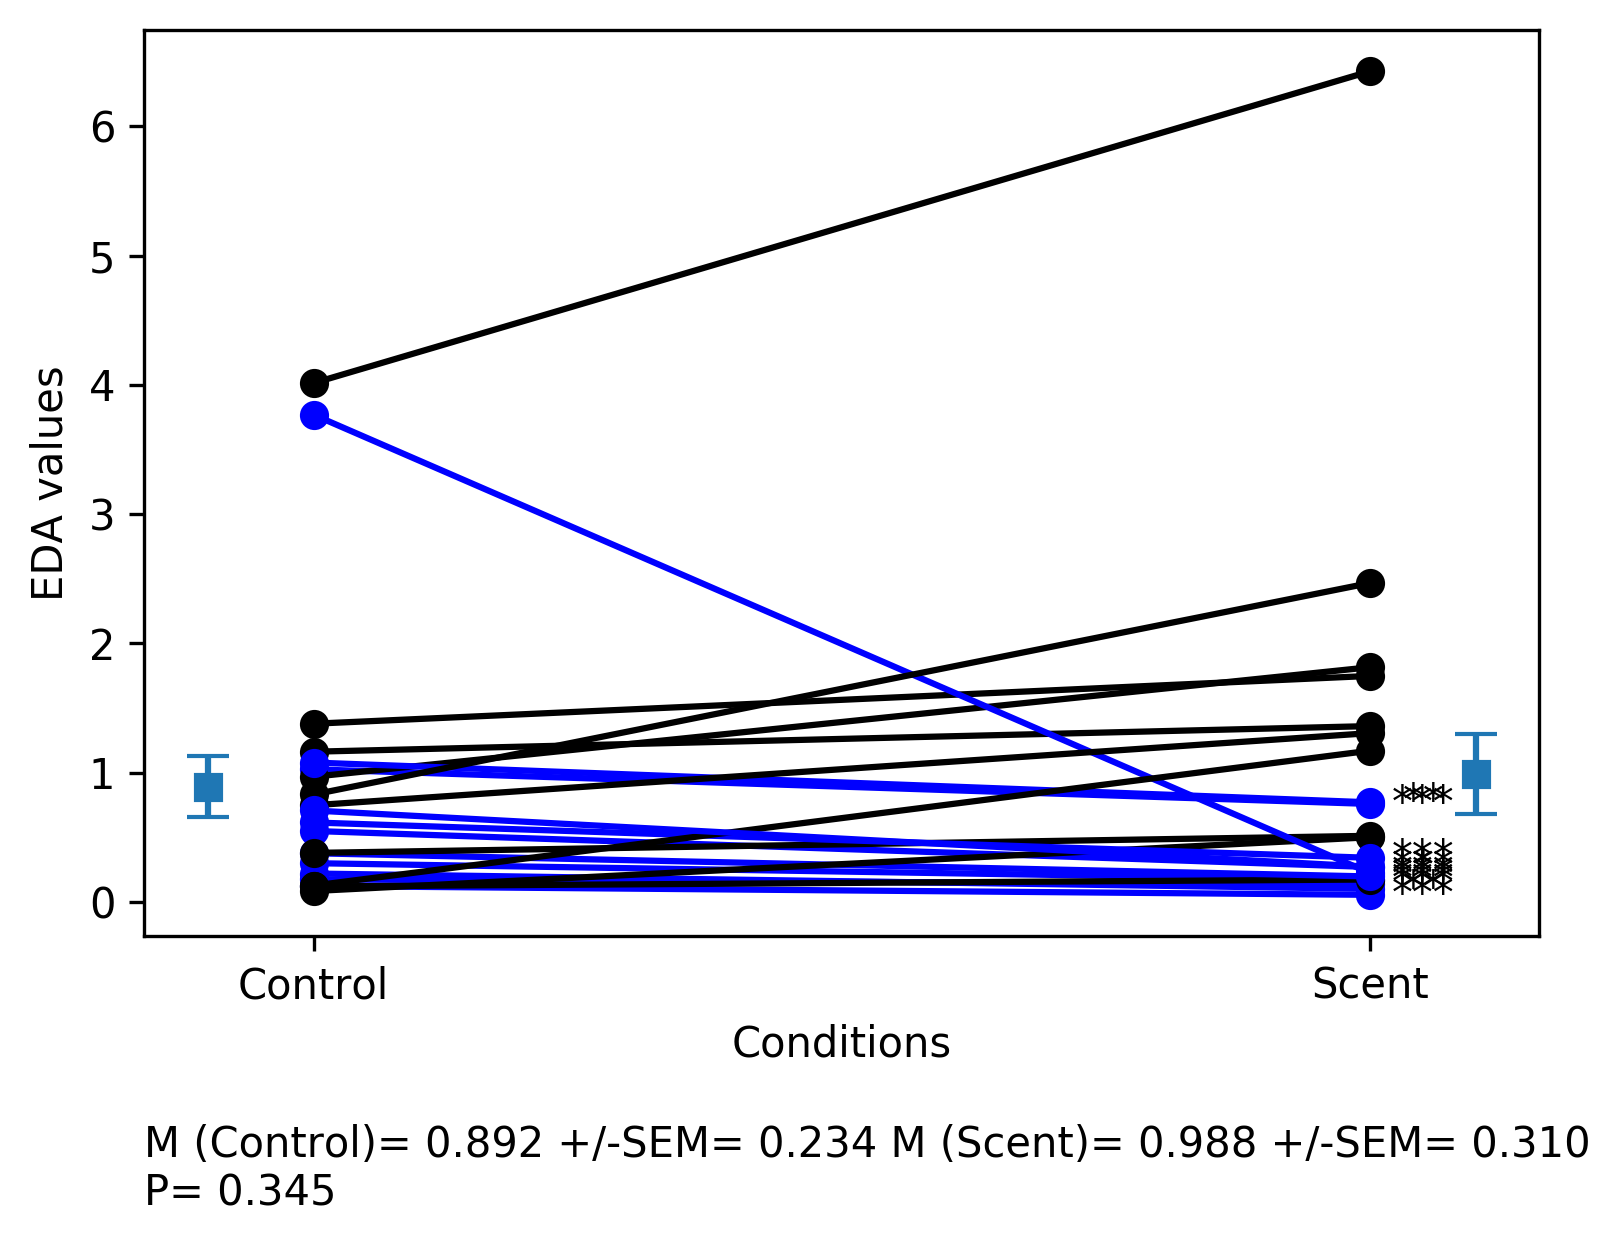 6
5
4
3
2
1
0
EDA values
***
***
Control
Scent
Conditions
M (Control)= 0.892 +/-SEM= 0.234 M (Scent)= 0.988 +/-SEM= 0.310
P= 0.345